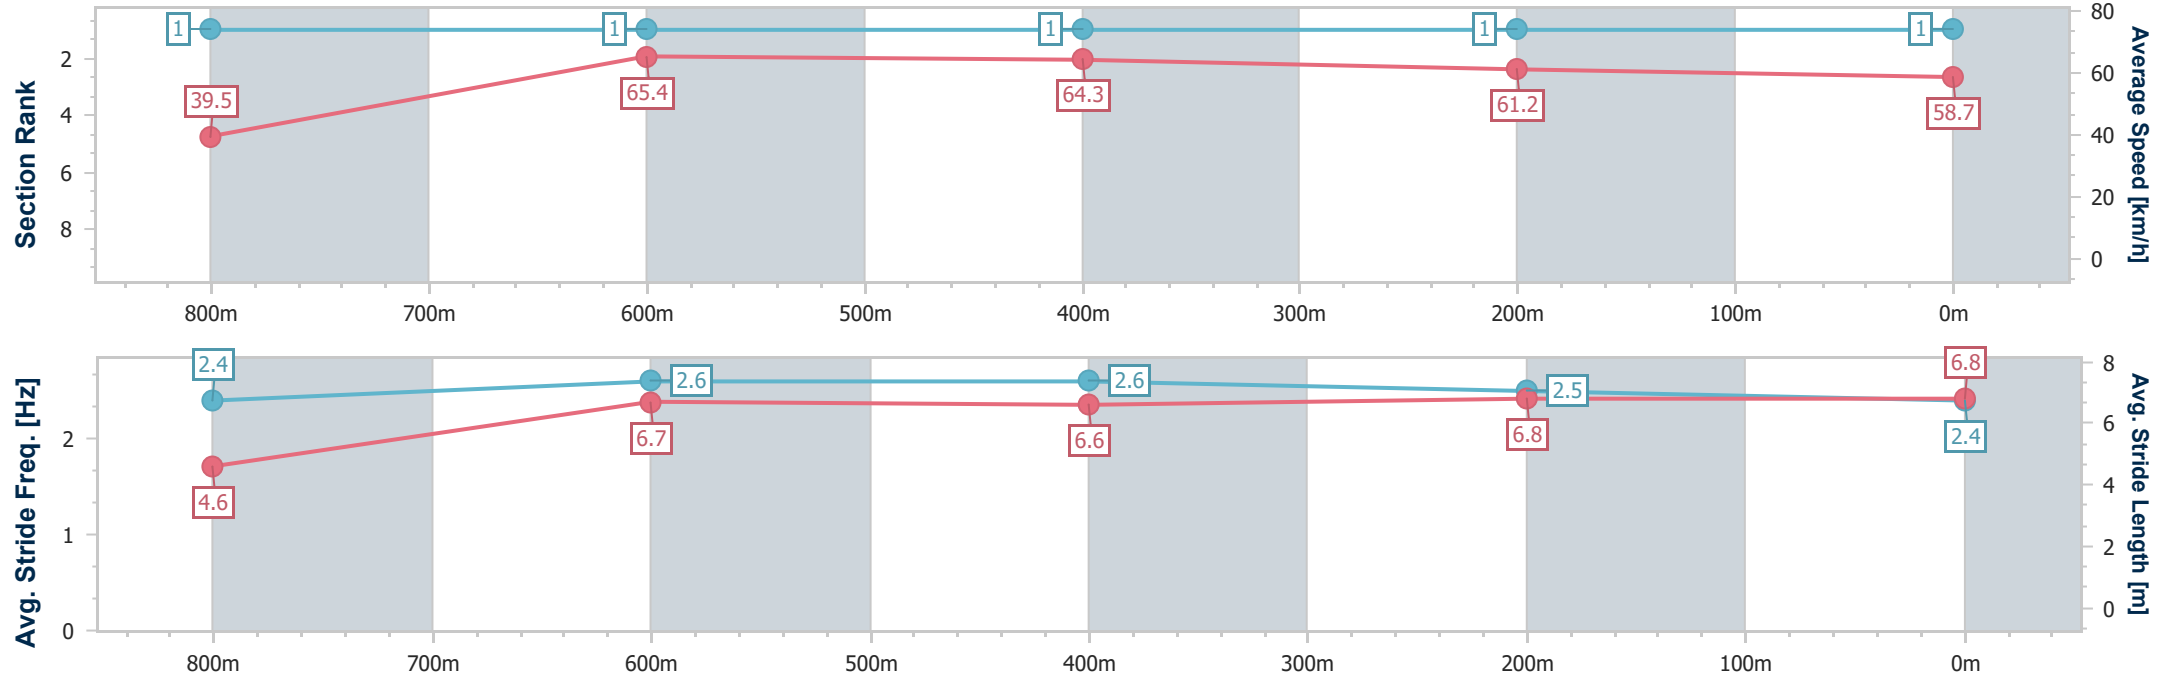 Section Rank
2
4
6
8
1
1
1
1
1
39.5
65.4
64.3
61.2
58.7
80
60
40
20
0
Average Speed [km/h]
800m
700m
600m
500m
400m
300m
200m
100m
0m
Avg. Stride Freq. [Hz]
2
1
0
2.4
2.6
2.6
2.5
2.4
4.6
6.7
6.6
6.8
6.8
8
6
4
2
0
Avg. Stride Length [m]
800m
700m
600m
500m
400m
300m
200m
100m
0m